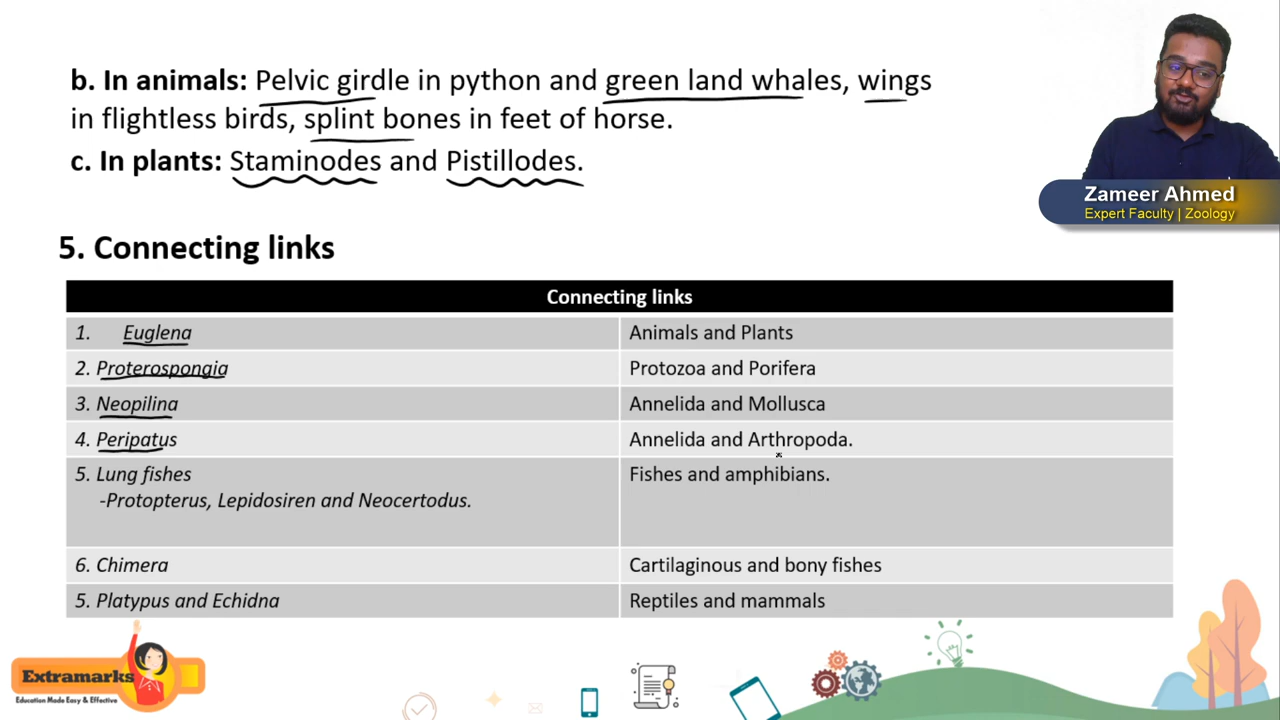 b. In animals: Pelvic girdle in python and green land whales, wings
in flightless birds, splint bones in feet of horse.
c. In plants: Staminodes and Pistillodes.
Zameer Ahmed
Expert Faculty | Zoology
5. Connecting links
Connecting links
1. Euglena Animals and Plants
2. Proterospongia Protozoa and Porifera
3. Neopilina Annelida and Mollusca
4. Peripatus Annelida and Arthropoda.
5. Lung fishes Fishes and amphibians.
-Protopterus, Lepidosiren and Neocertodus.
6. Chimera Cartilaginous and bony fishes
5. Platypus and Echidna Reptiles and mammals
Extramarks
Education Made Easy & Effective